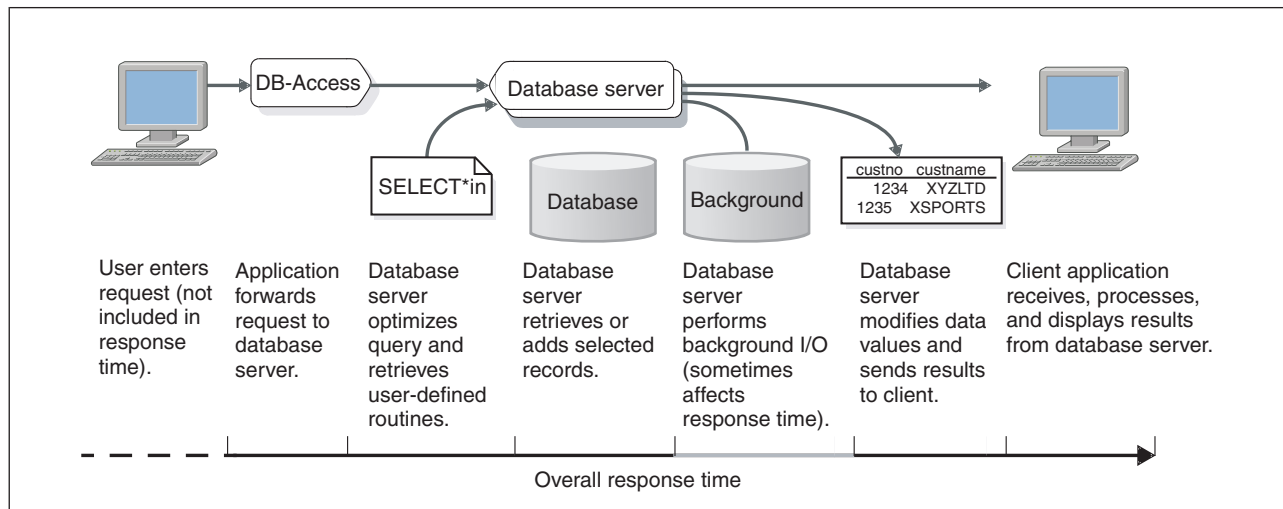 DB-Access
Database server
SELECT*in
Database
Background
custno custname
1234 XYZLTD
1235 XSPORTS
User enters
request (not
included in
response
time).
Application
forwards
request to
database
server.
Database
server
optimizes
query and
retrieves
user-defined
routines.
Database
server
retrieves or
adds selected
records.
Database
server
performs
background I/O
(sometimes
affects
response time).
Database
server
modifies data
values and
sends results
to client.
Client application
receives, processes,
and displays results
from database server.
Overall response time